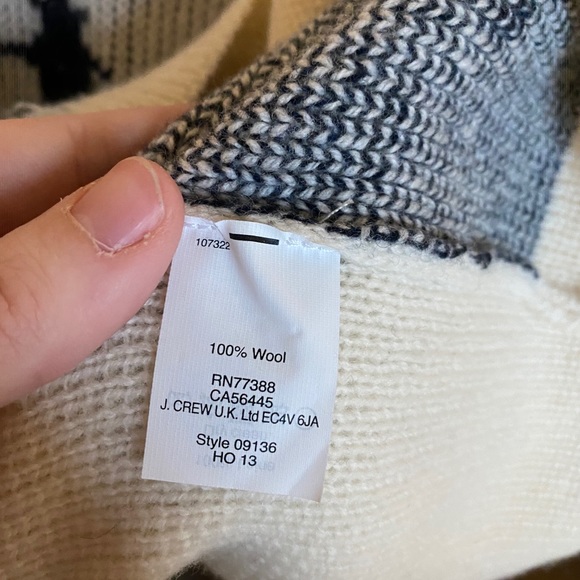 107322
100% Wool
RN77388
CA56445
J. CREW U.K. Ltd EC4V 6JA
Style 09136
HO 13